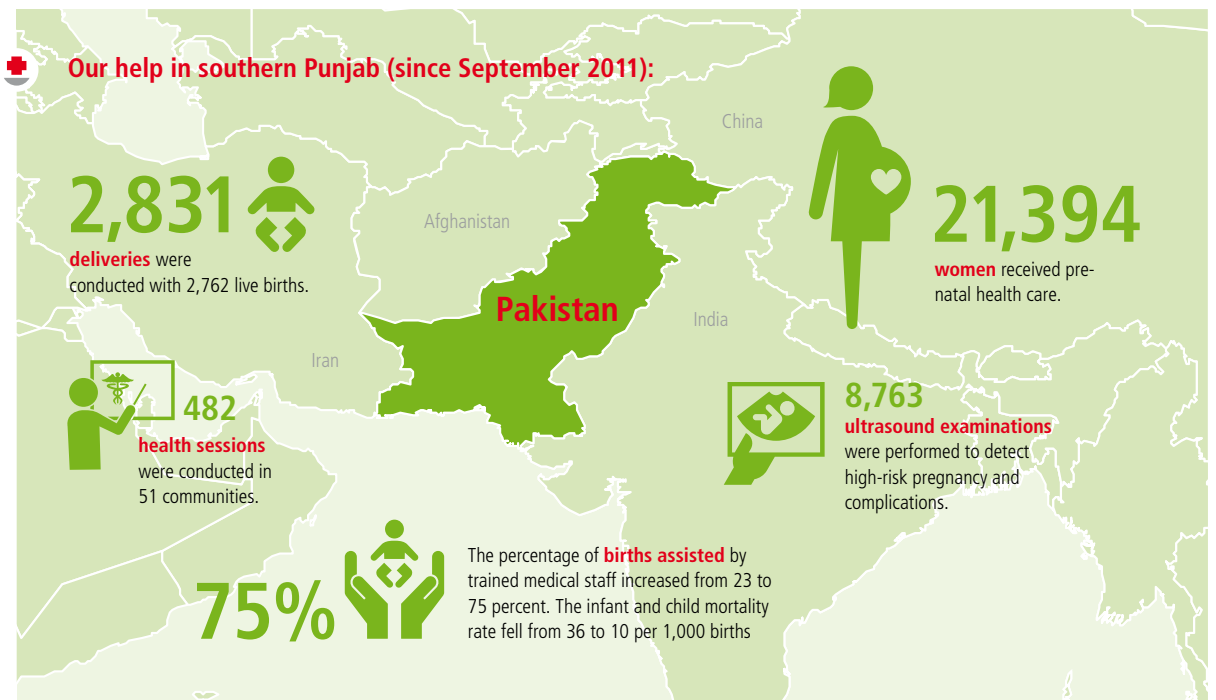 Our help in southern Punjab (since September 2011):
China
2,831
deliveries were
conducted with 2,762 live births.
Afghanistan
21,394
women received pre-
natal health care.
Pakistan
India
Iran
482
health sessions
were conducted in
51 communities.
8,763
ultrasound examinations
were performed to detect
high-risk pregnancy and
complications.
75%
The percentage of births assisted by
trained medical staff increased from 23 to
75 percent. The infant and child mortality
rate fell from 36 to 10 per 1,000 births